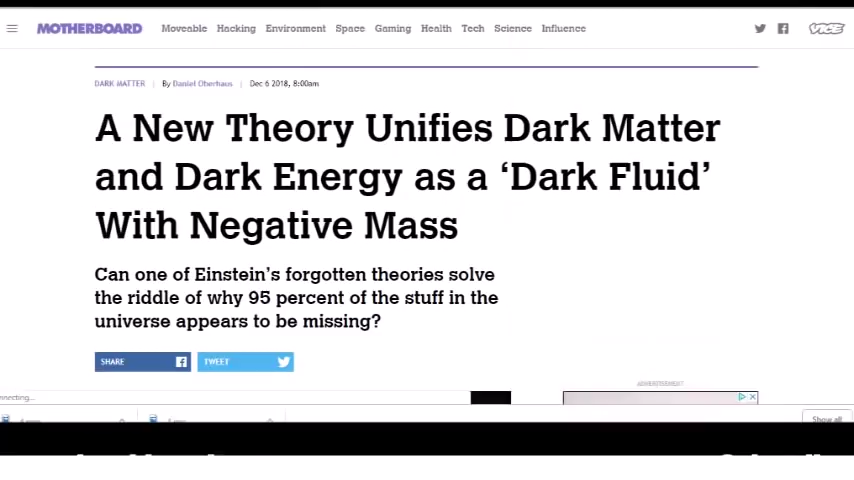 MOTHERBOARD Moveable Hacking Environment Space Gaming Health Tech Science Influence VICE
DARK MATTER | By Daniel Oberhaus | Dec 6 2018, 8:00am
A New Theory Unifies Dark Matter
and Dark Energy as a ‘Dark Fluid’
With Negative Mass
Can one of Einstein’s forgotten theories solve
the riddle of why 95 percent of the stuff in the
universe appears to be missing?
SHARE TWEET
ADVERTISEMENT
Show all